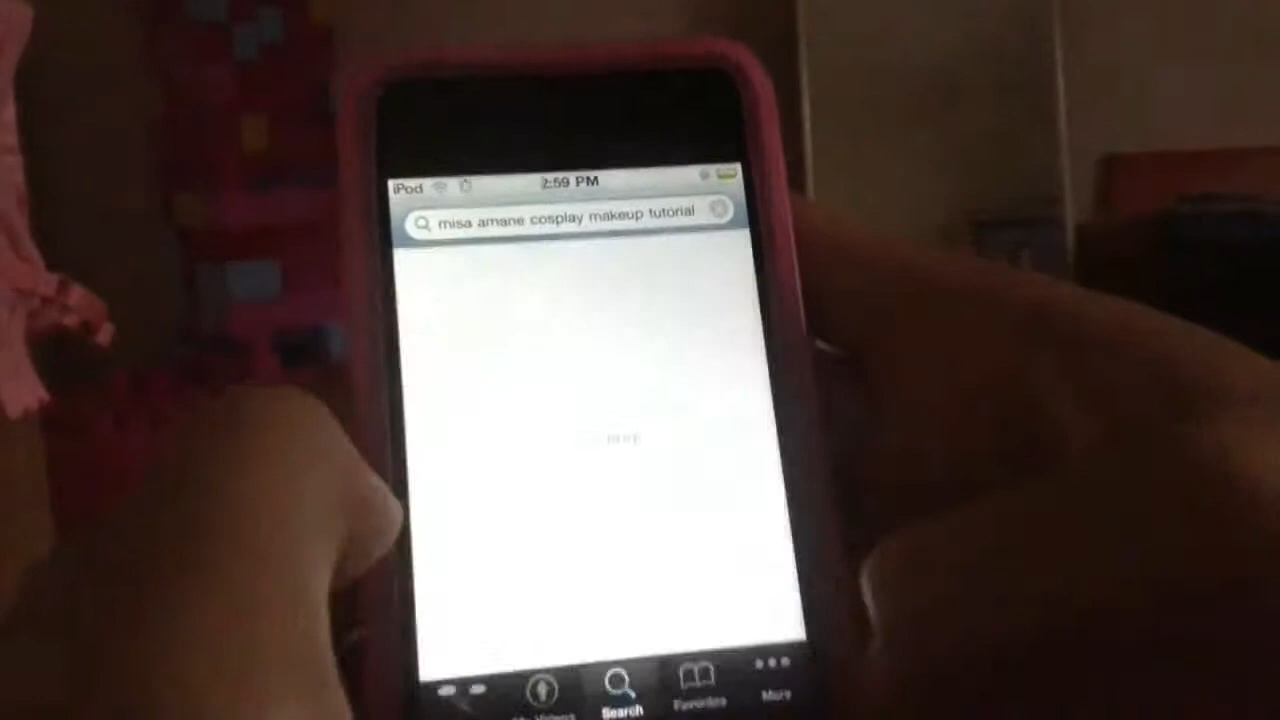 iPod 2:59 PM
misa amane cosplay makeup tutorial
Search Favorites More